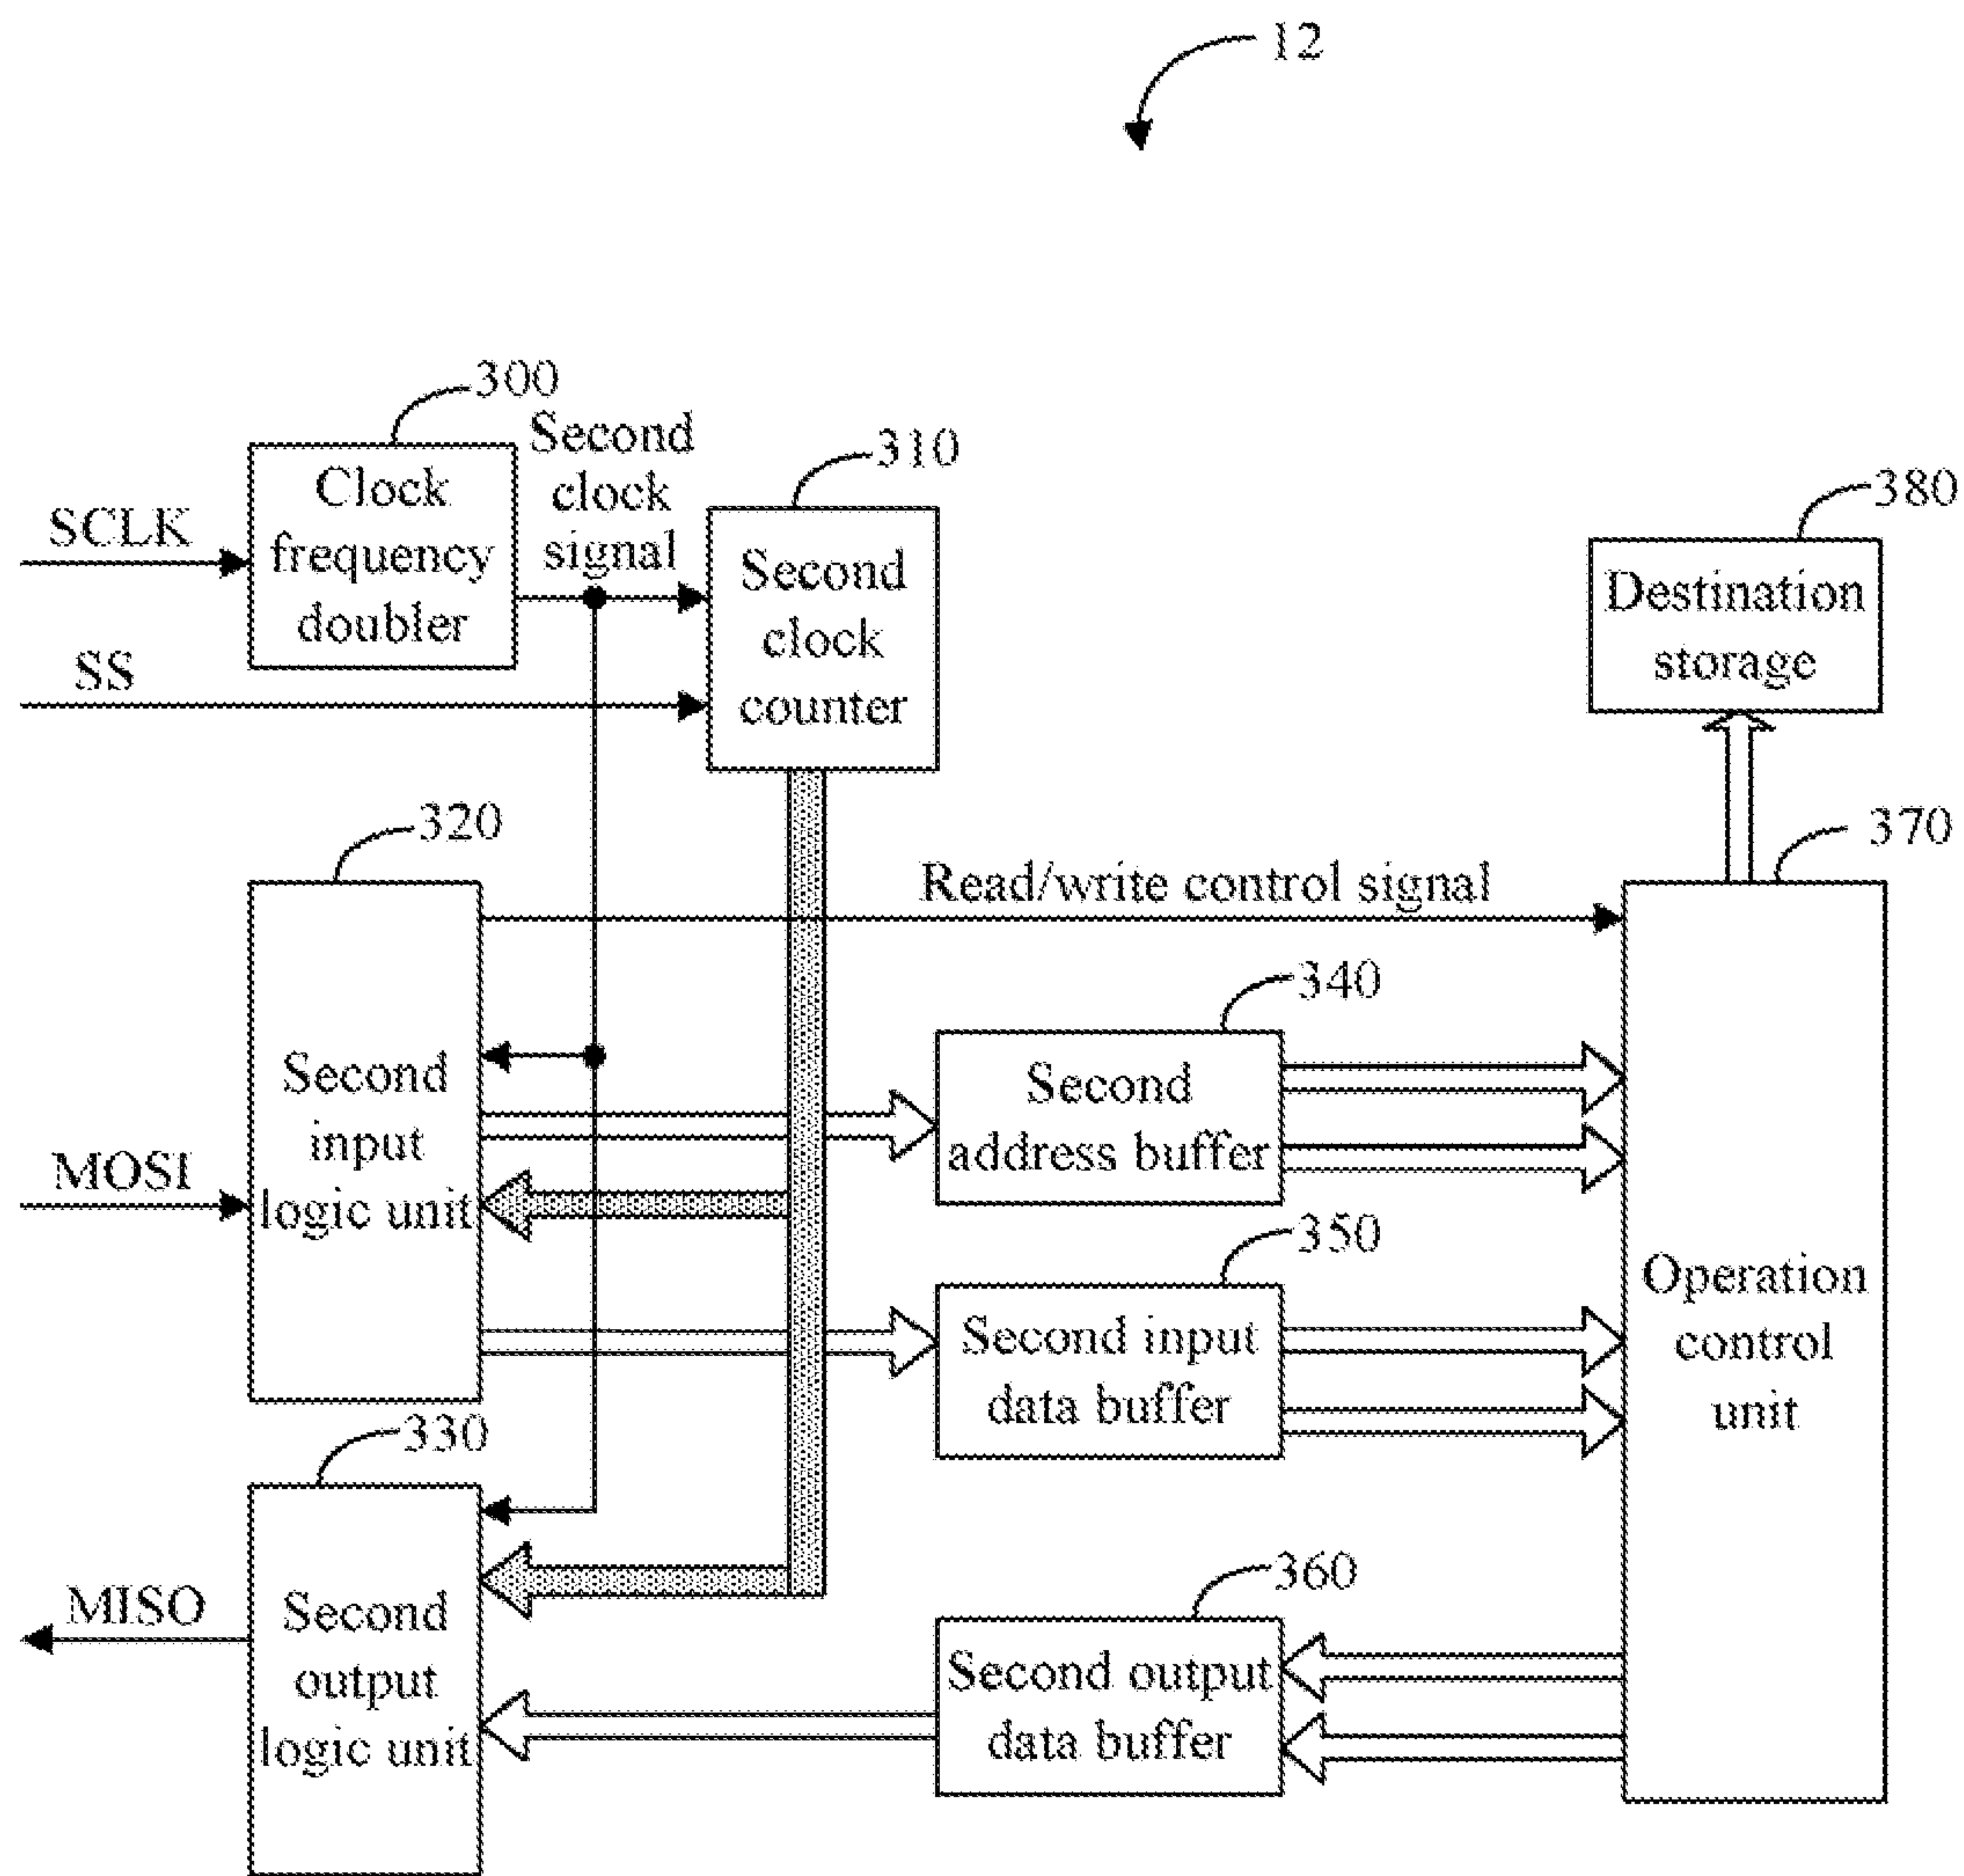 12
300
Clock
frequency
doubler
Second
clock
signal
310
Second
clock
counter
SCLK
SS
380
Destination
storage
320
Second
input
logic unit
Read/write control signal
370
Operation
control
unit
340
Second
address buffer
MOSI
350
Second input
data buffer
330
Second
output
logic unit
MISO
360
Second output
data buffer